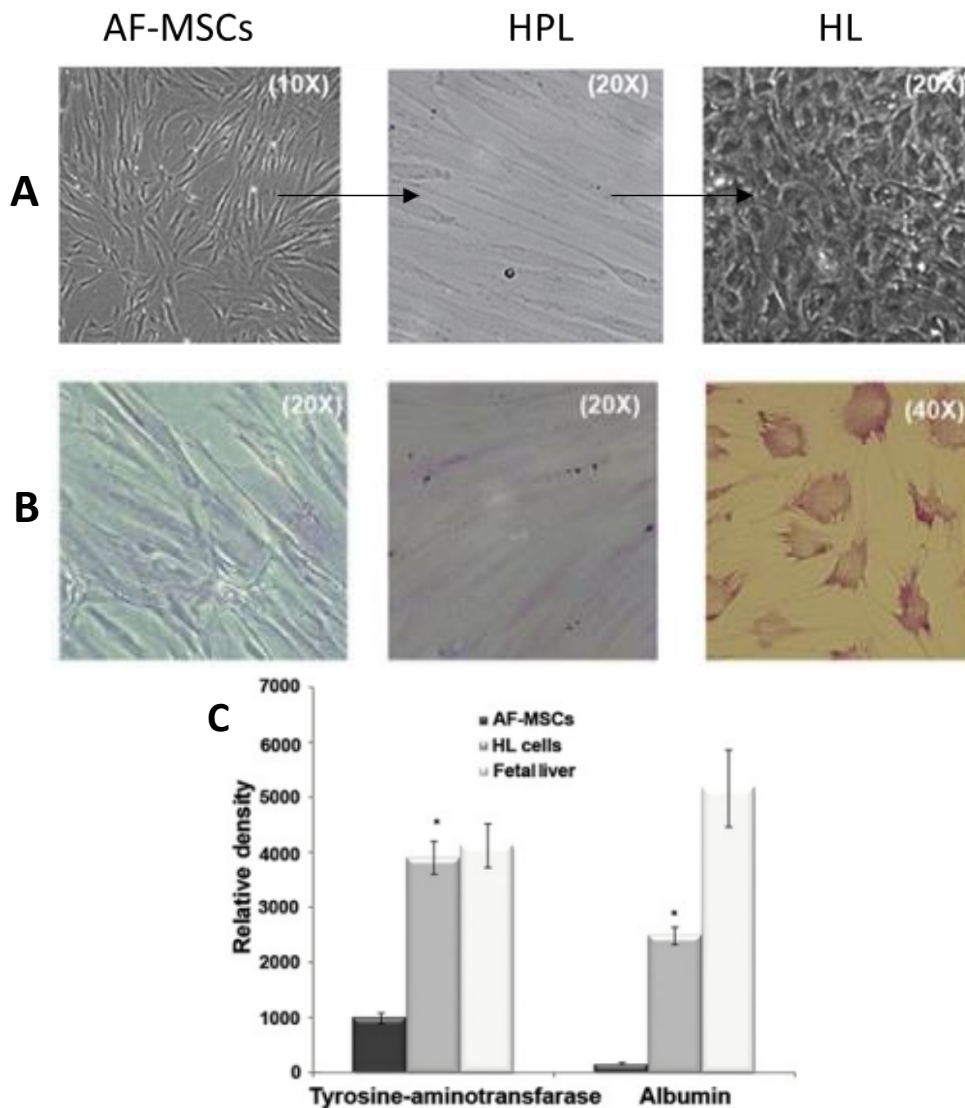 AF-MSCs HPL HL
A (10X) (20X) (20X)
B (20X) (20X) (40X)
C
7000
6000
5000
4000
3000
2000
1000
0
Relative density
AF-MSCs
HL cells
Fetal liver
*
*
Tyrosine-aminotransfarase Albumin